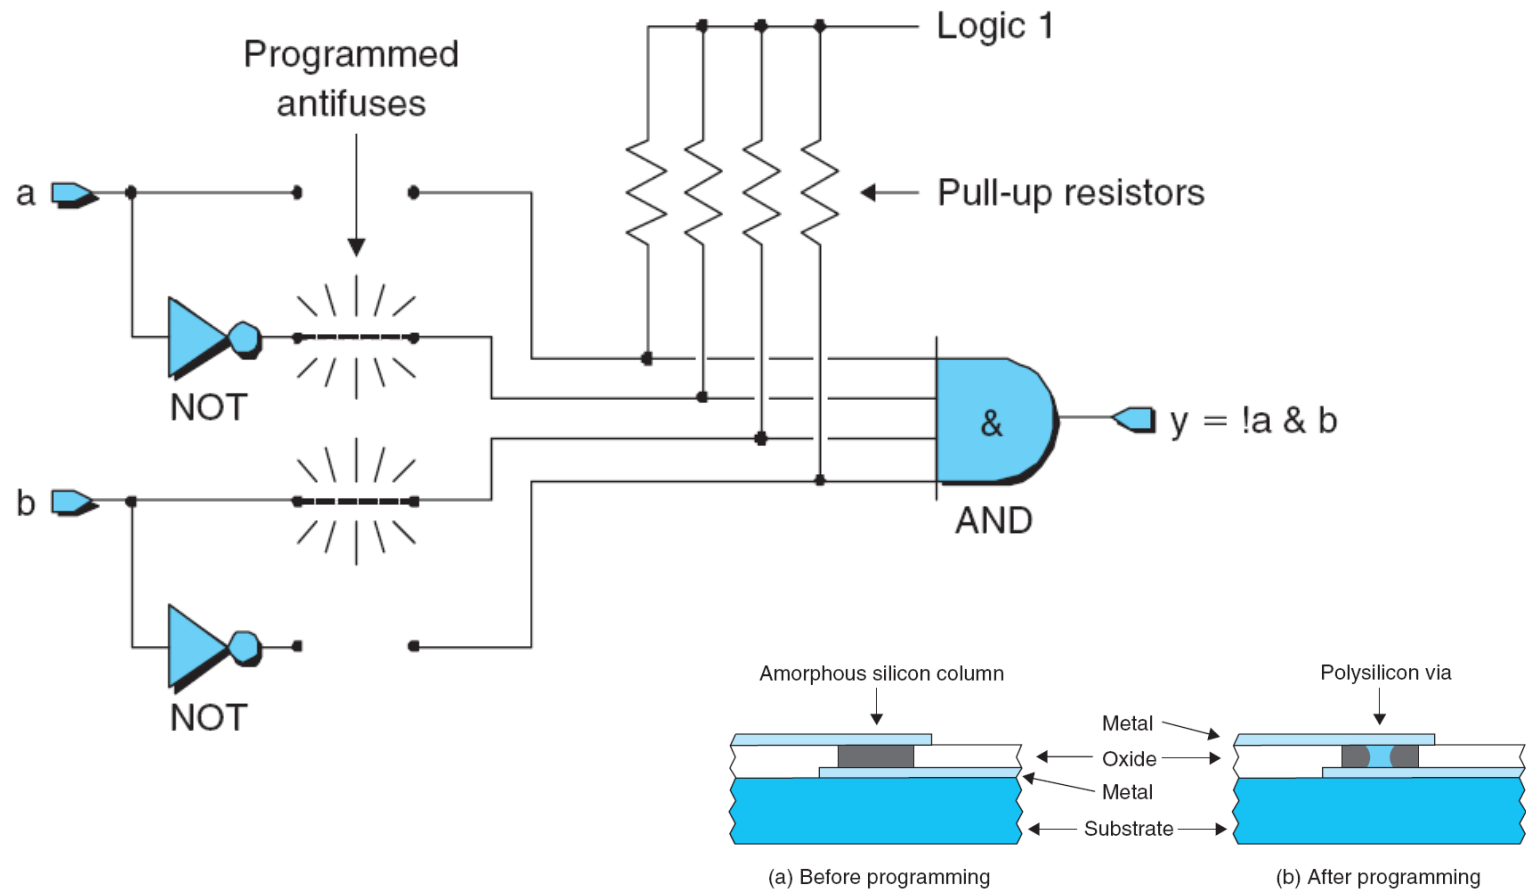 Programmed
antifuses
Logic 1
a
Pull-up resistors
NOT
&
y = !a & b
b
AND
NOT
Amorphous silicon column
Polysilicon via
Metal
Oxide
Metal
Substrate
(a) Before programming
(b) After programming